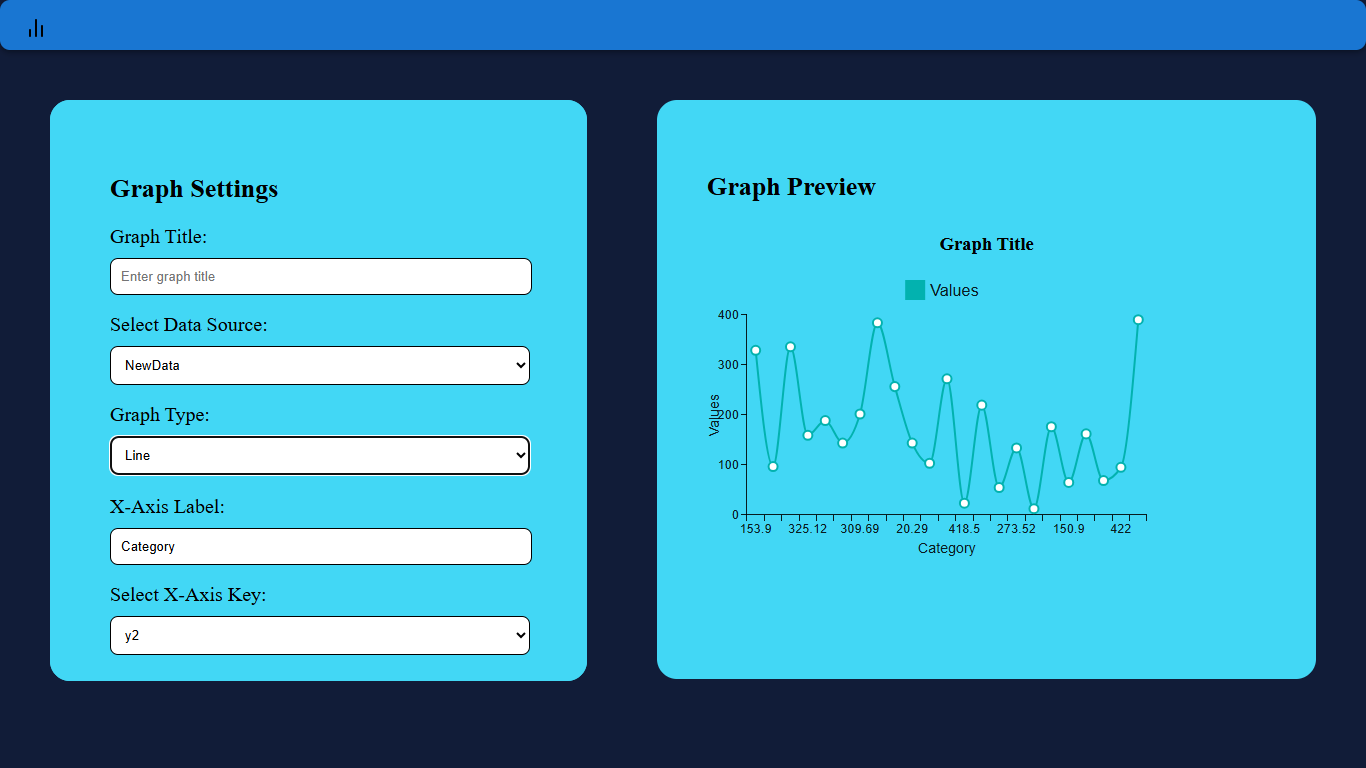 Graph Settings
Graph Title:
Enter graph title
Select Data Source:
NewData
Graph Type:
Line
X-Axis Label:
Category
Select X-Axis Key:
y2
Graph Preview
Graph Title
Values
400
300
200
100
0
Values
153.9 325.12 309.69 20.29 418.5 273.52 150.9 422
Category